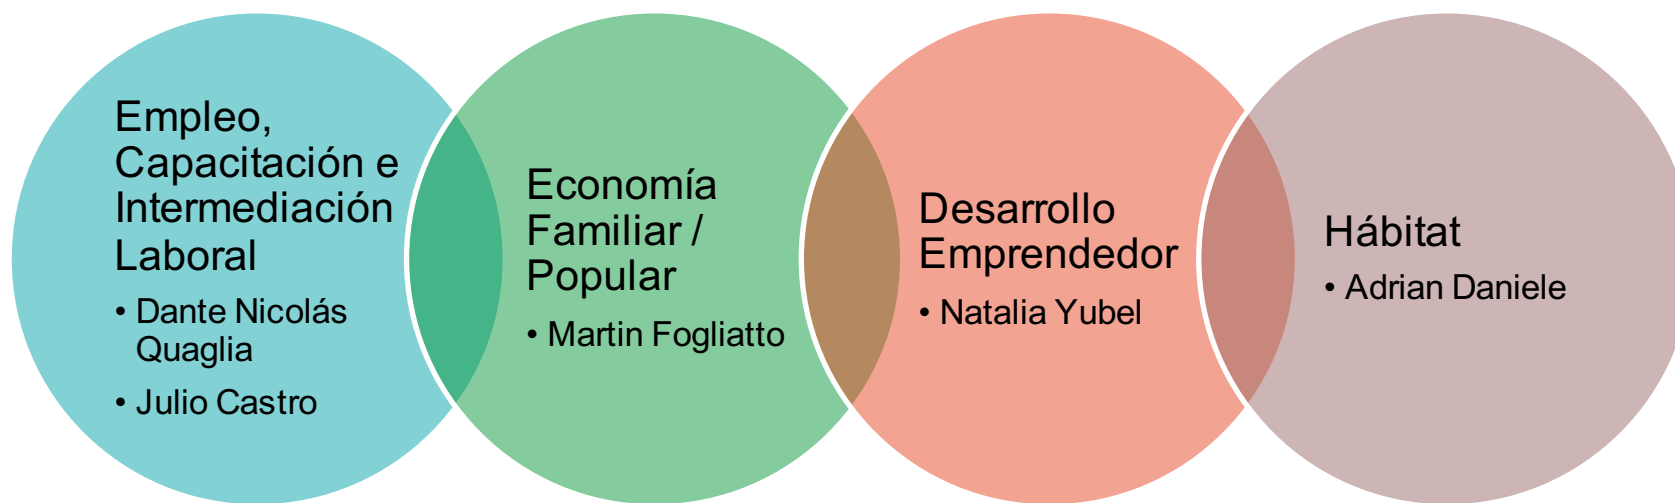 Empleo,
Capacitación e
Intermediación
Laboral
• Dante Nicolás
Quaglia
• Julio Castro
Economía
Familiar /
Popular
• Martin Fogliatto
Desarrollo
Emprendedor
• Natalia Yubel
Hábitat
• Adrian Daniele